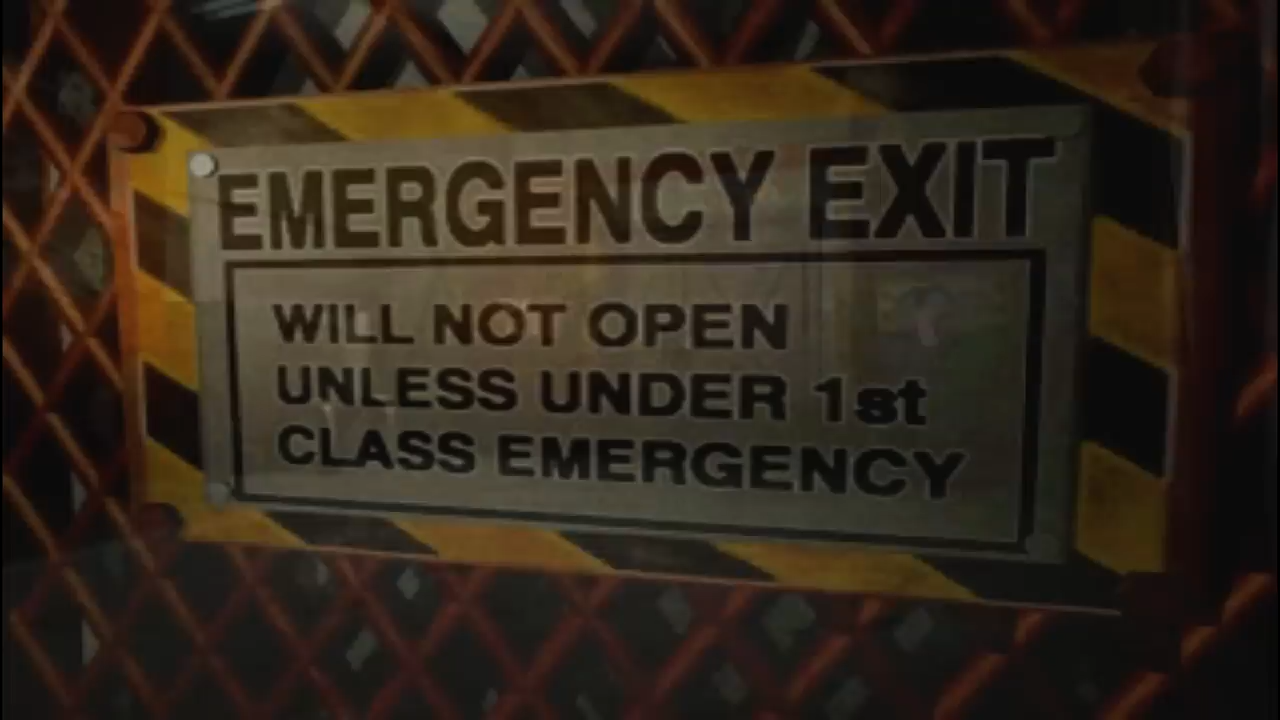 EMERGENCY EXIT
WILL NOT OPEN
UNLESS UNDER 1st
CLASS EMERGENCY